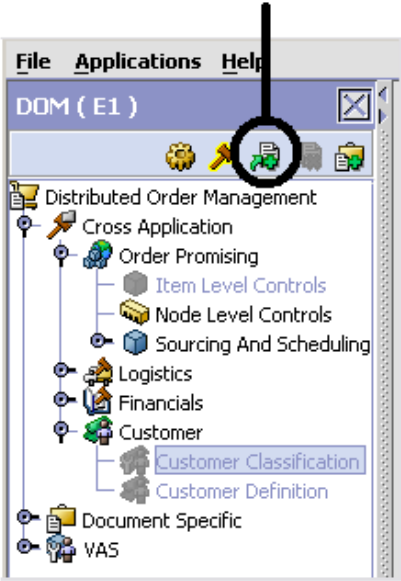 File Applications Help
DOM ( E1 )
Distributed Order Management
Cross Application
Order Promising
Item Level Controls
Node Level Controls
Sourcing And Scheduling
Logistics
Financials
Customer
Customer Classification
Customer Definition
Document Specific
VAS